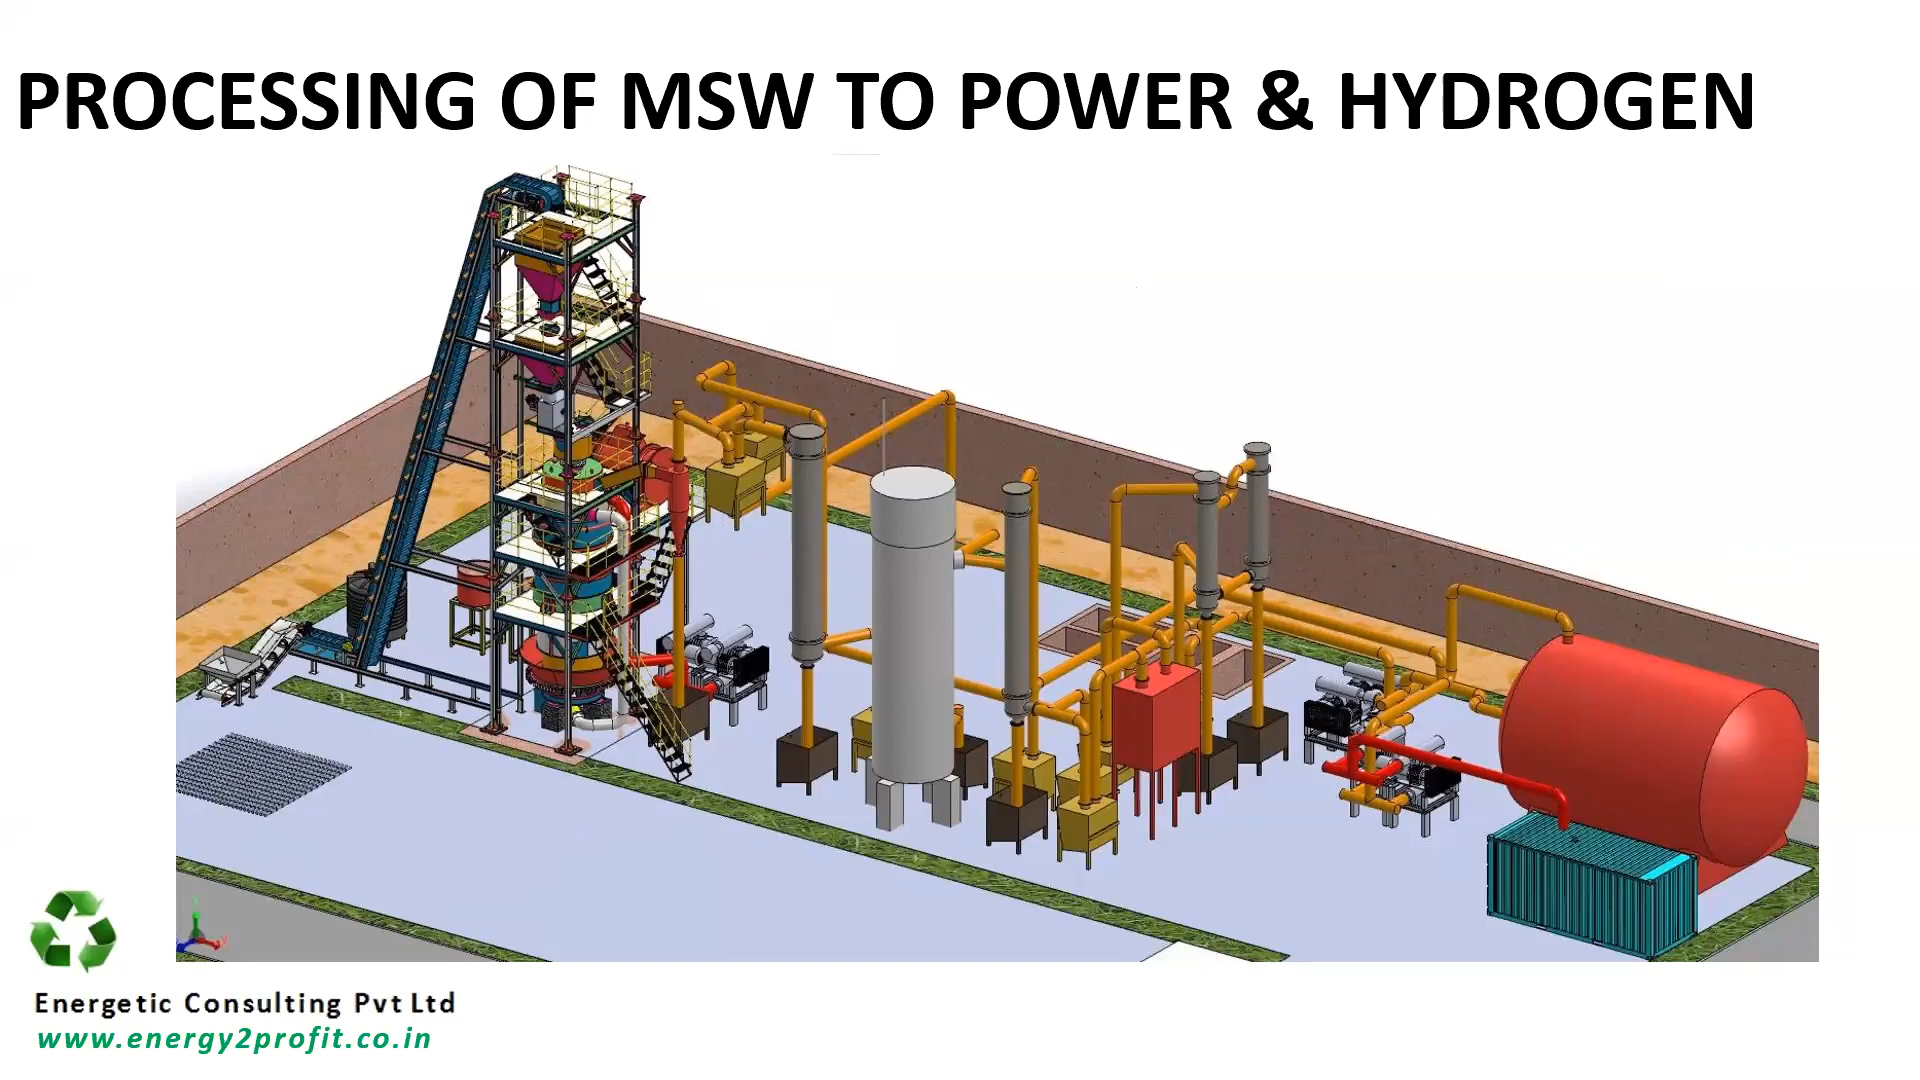 PROCESSING OF MSW TO POWER & HYDROGEN
Energetic Consulting Pvt Ltd
www.energy2profit.co.in